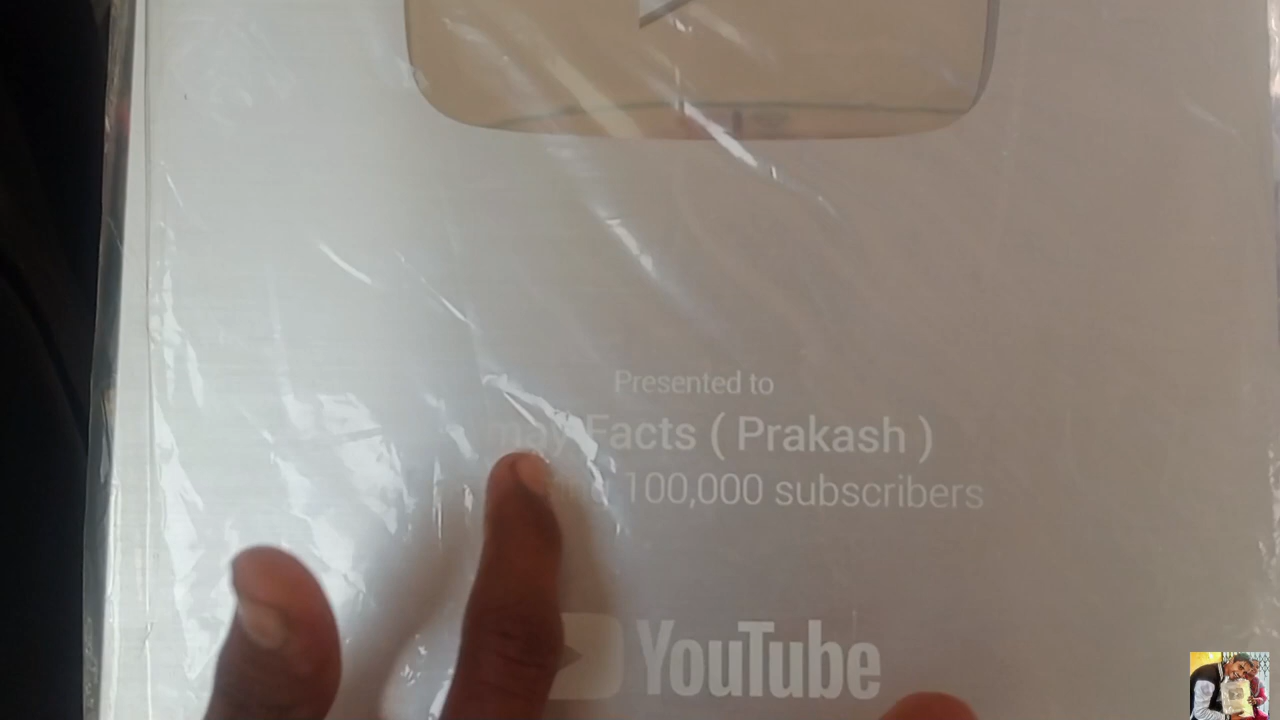 Presented to
Facts ( Prakash )
100,000 subscribers
YouTube